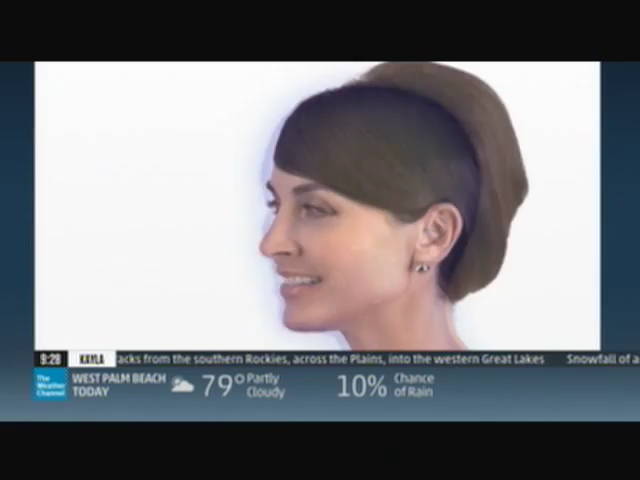 9:28 KAYLA acks from the southern Rockies, across the Plains, into the western Great Lakes Snowfall of a
The
Weather
Channel
WEST PALM BEACH
TODAY
79° Partly
Cloudy
10% Chance
of Rain